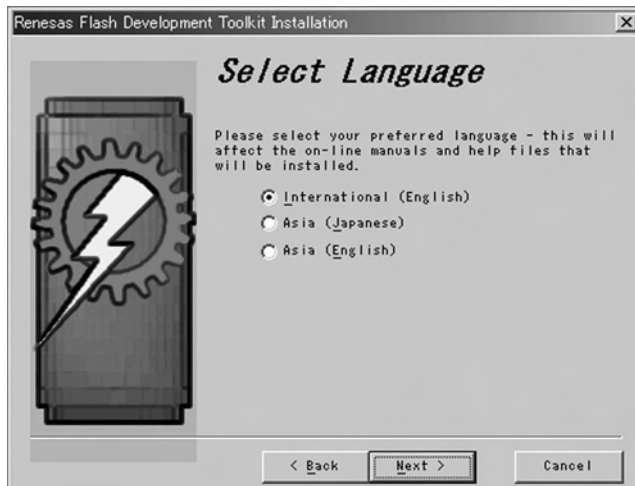 Renesas Flash Development Toolkit Installation
Select Language
Please select your preferred language - this will
affect the on-line manuals and help files that
will be installed.
International (English)
Asia (Japanese)
Asia (English)
< Back
Next >
Cancel